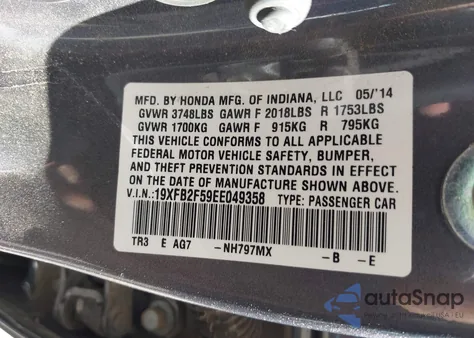 MFD. BY HONDA MFG. OF INDIANA, LLC 05/'14
GVWR 3748LBS GAWR F 2018LBS R 1753LBS
GVWR 1700KG GAWR F 915KG R 795KG
THIS VEHICLE CONFORMS TO ALL APPLICABLE
FEDERAL MOTOR VEHICLE SAFETY, BUMPER,
AND THEFT PREVENTION STANDARDS IN EFFECT
ON THE DATE OF MANUFACTURE SHOWN ABOVE.
V.I.N.: 19XFB2F59EE049358 TYPE: PASSENGER CAR
TR3 E AG7 -NH797MX -B -E
autoSnap